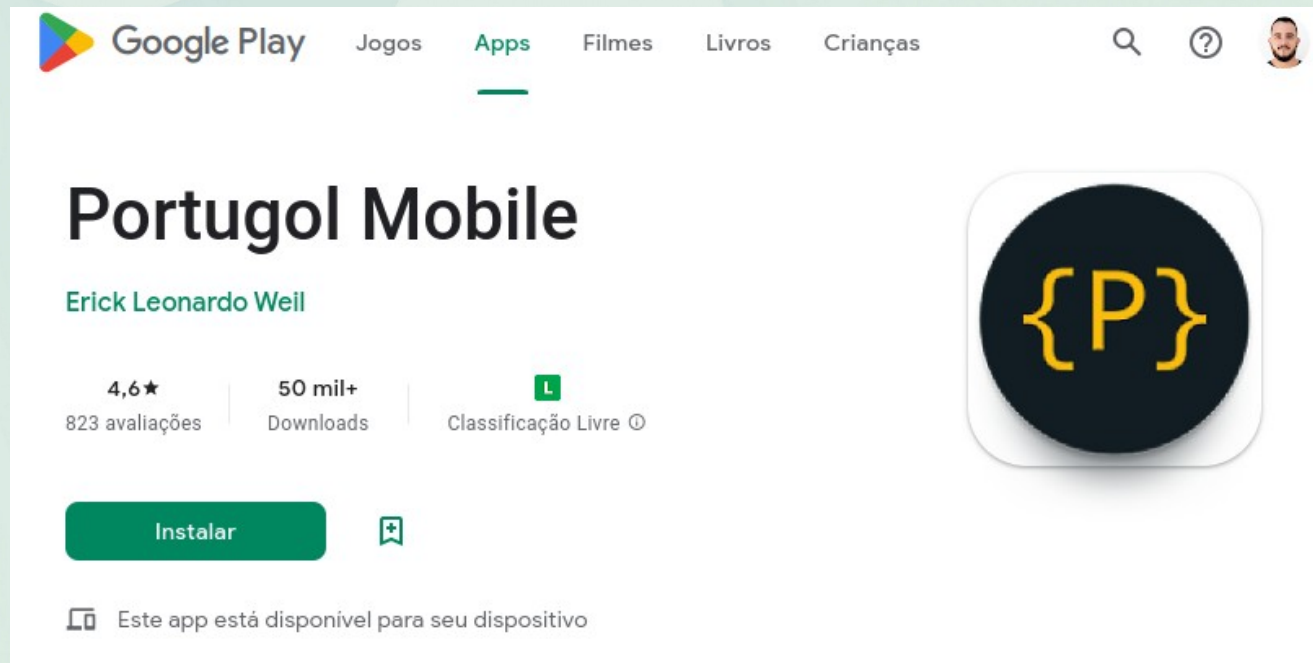 Google Play Jogos Apps Filmes Livros Crianças
Portugol Mobile
{P}
Erick Leonardo Weil
4,6★ 50 mil+ L
823 avaliações Downloads Classificação Livre
Instalar
Este app está disponível para seu dispositivo